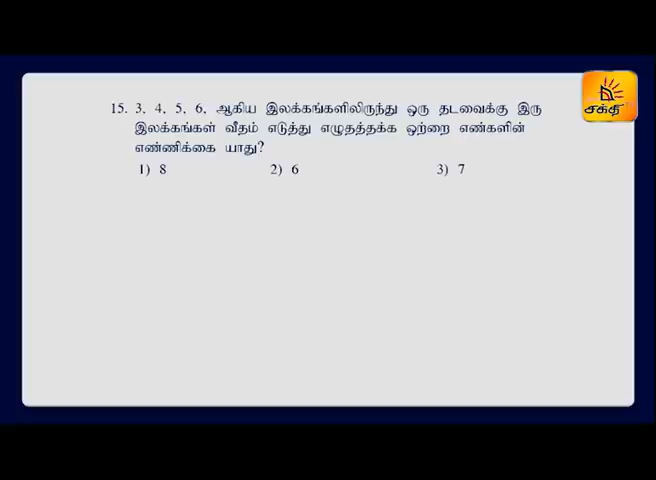 சக்தி
15. 3, 4, 5, 6, ஆகிய இலக்கங்களிலிருந்து ஒரு தடவைக்கு இரு
இலக்கங்கள் வீதம் எடுத்து எழுதத்தக்க ஒற்றை எண்களின்
எண்ணிக்கை யாது?
1) 8 2) 6 3) 7